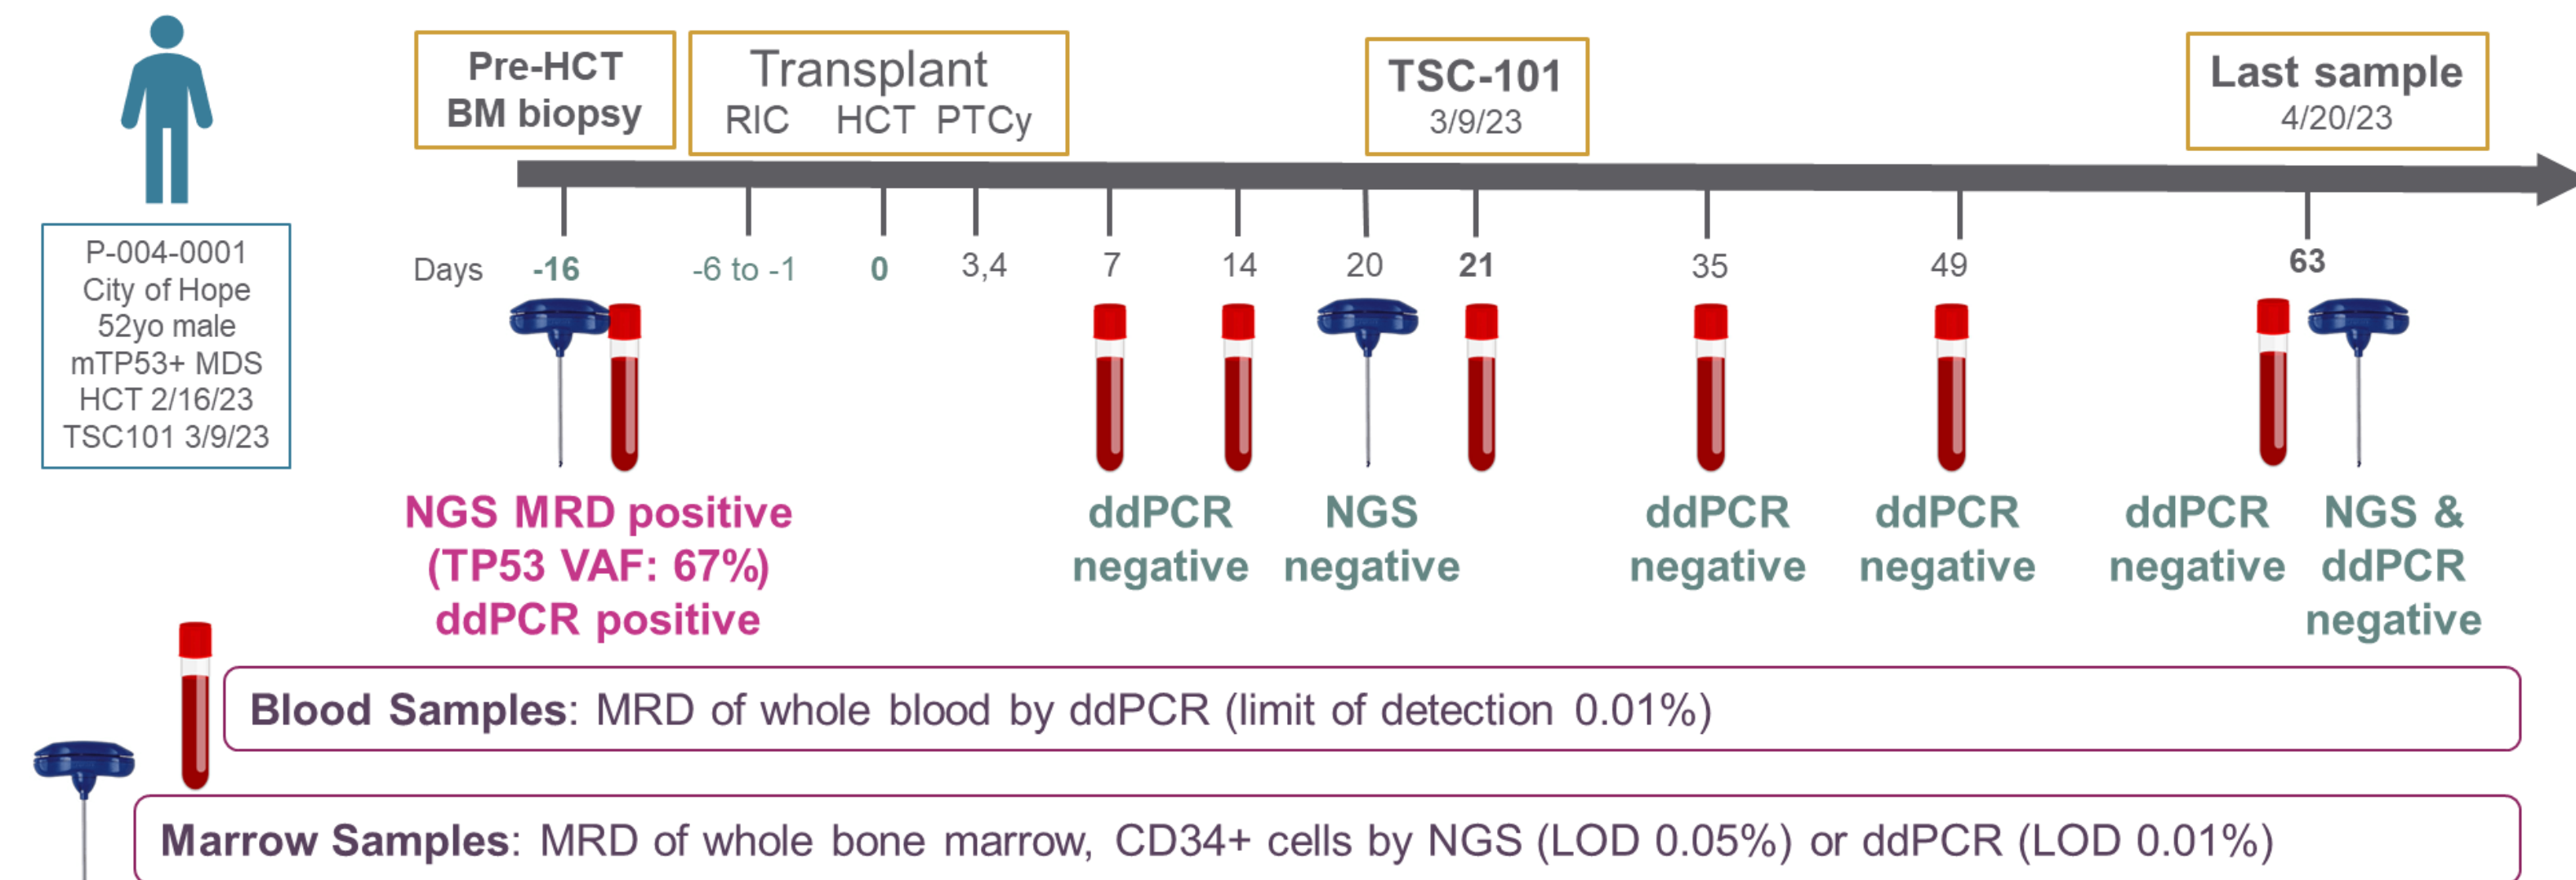 Pre-HCT
BM biopsy
Transplant
RIC HCT PTCy
TSC-101
3/9/23
Last sample
4/20/23
P-004-0001
City of Hope
52yo male
mTP53+ MDS
HCT 2/16/23
TSC101 3/9/23
Days -16 -6 to -1 0 3,4 7 14 20 21 35 49 63
NGS MRD positive
(TP53 VAF: 67%)
ddPCR positive
ddPCR
negative
NGS
negative
ddPCR
negative
ddPCR
negative
ddPCR
negative
NGS &
ddPCR
negative
Blood Samples: MRD of whole blood by ddPCR (limit of detection 0.01%)
Marrow Samples: MRD of whole bone marrow, CD34+ cells by NGS (LOD 0.05%) or ddPCR (LOD 0.01%)